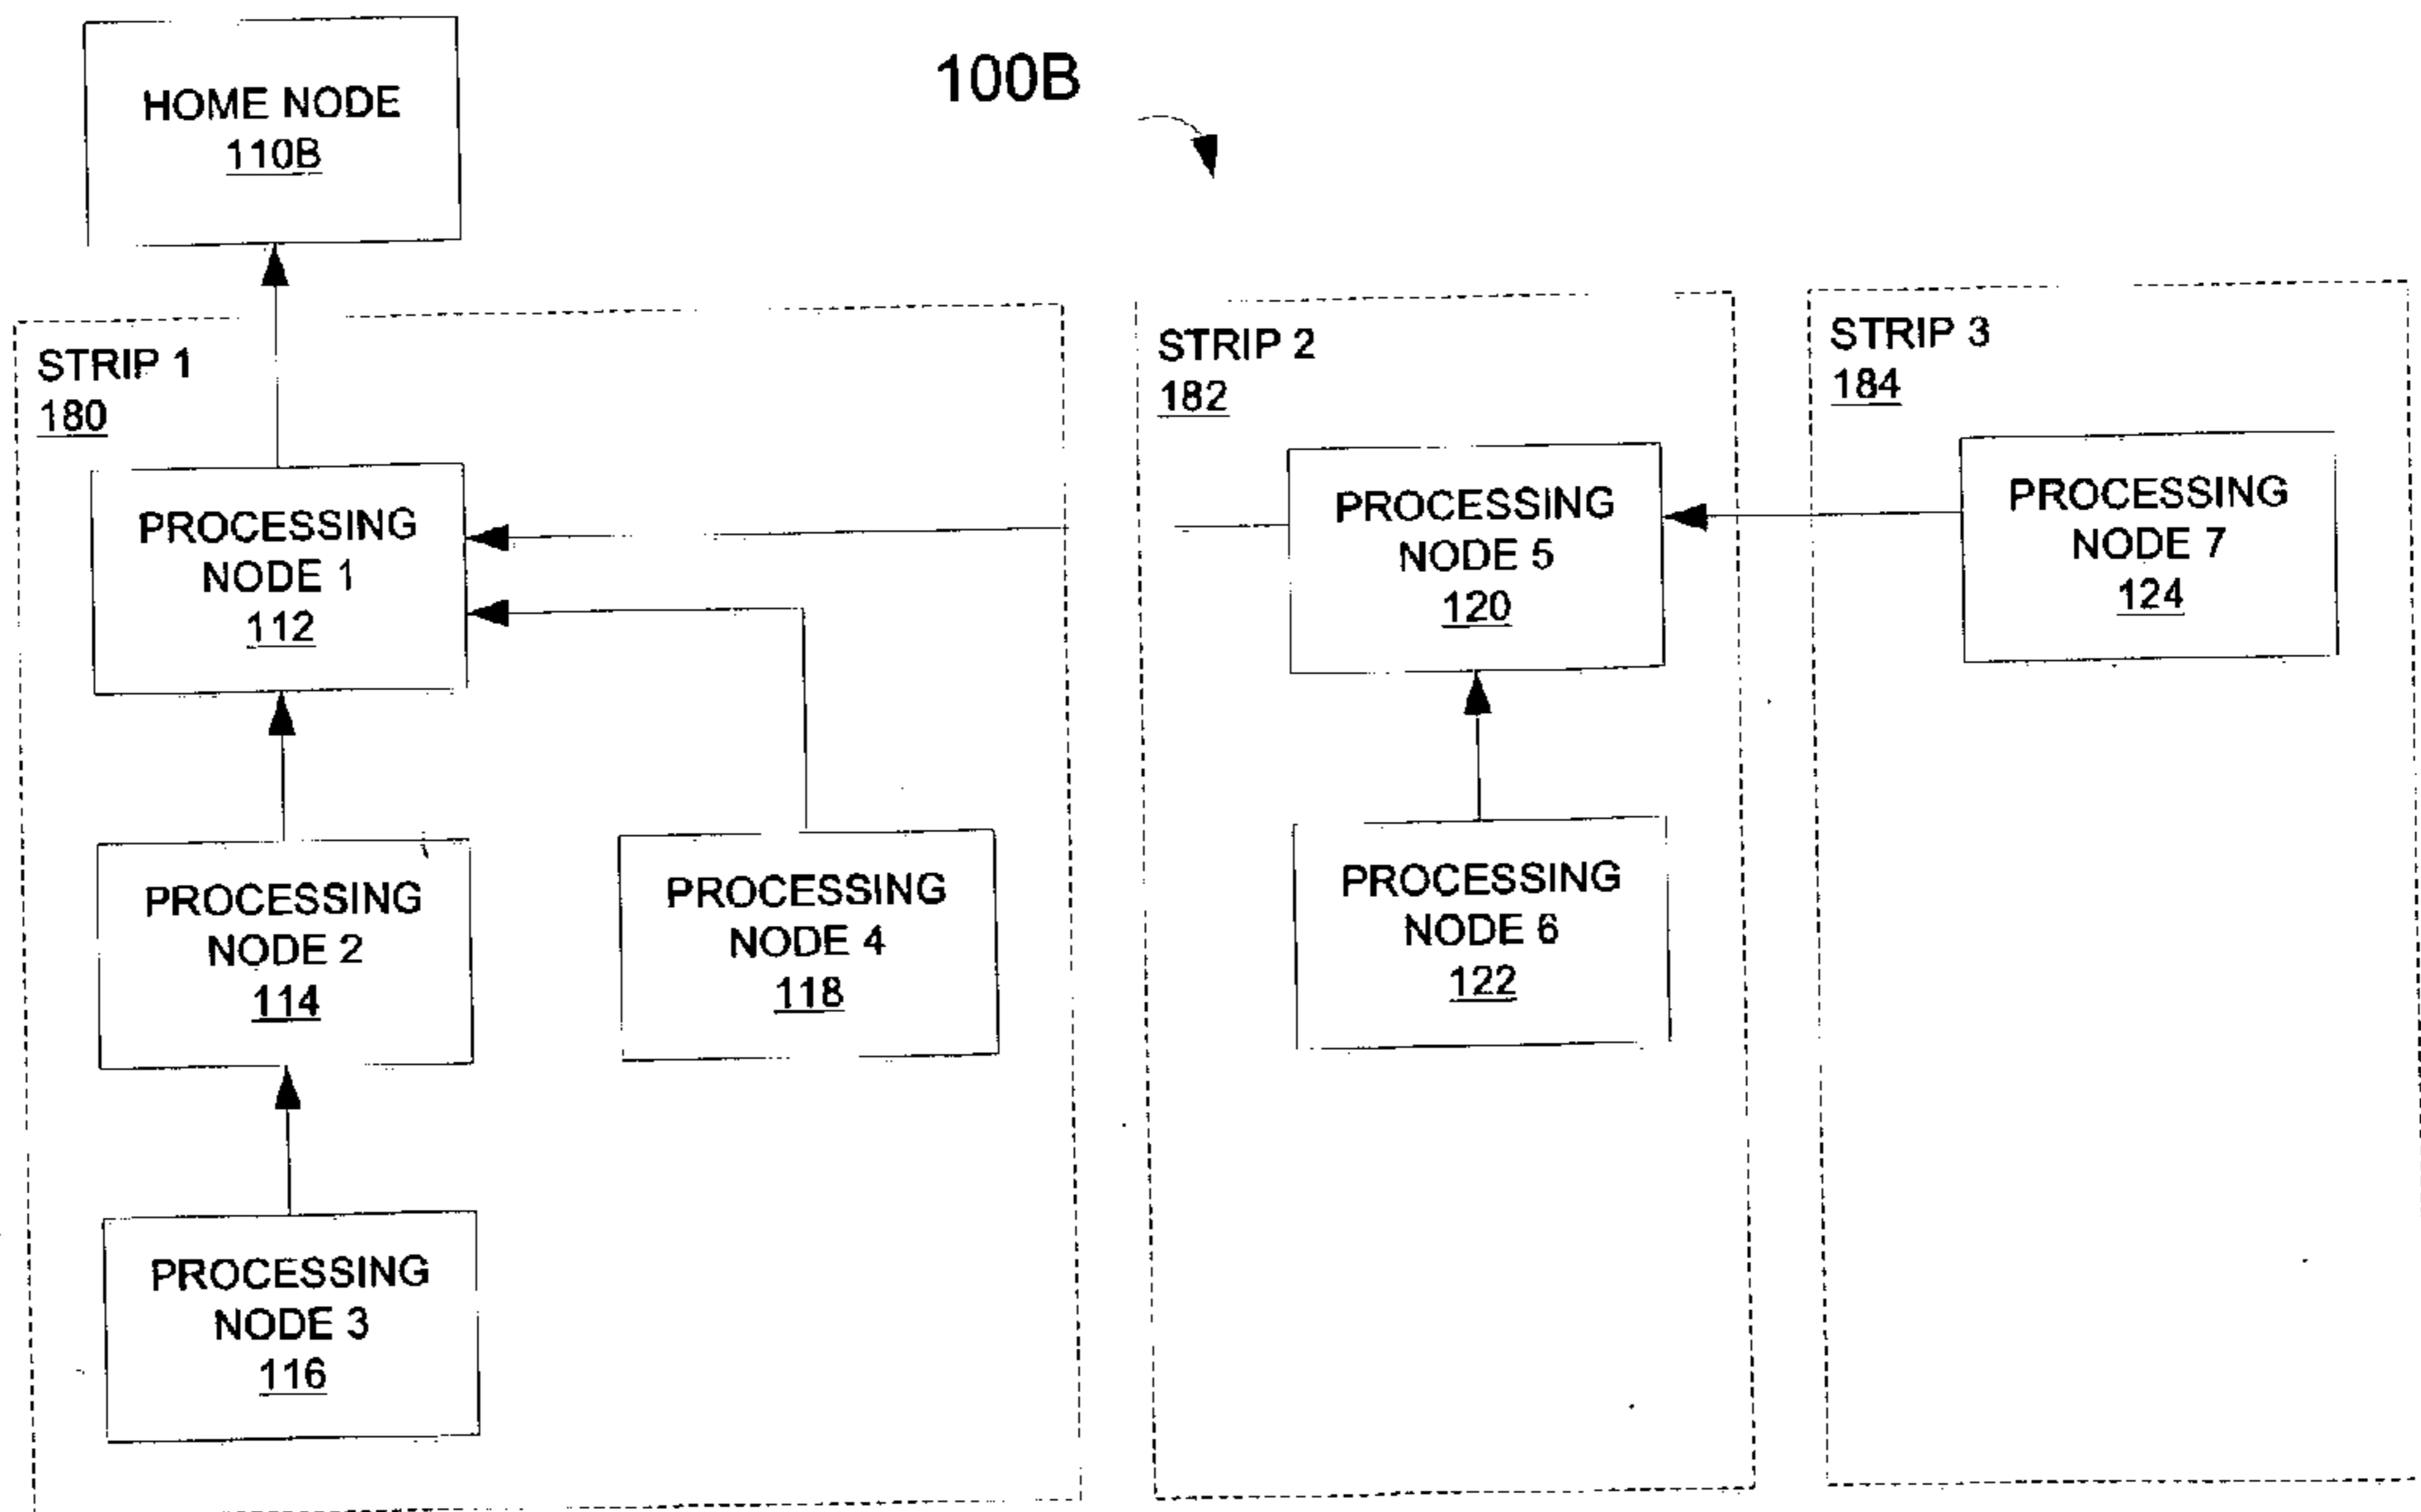 HOME NODE
110B
100B
STRIP 1
180
PROCESSING
NODE 1
112
PROCESSING
NODE 2
114
PROCESSING
NODE 3
116
PROCESSING
NODE 4
118
STRIP 2
182
PROCESSING
NODE 5
120
PROCESSING
NODE 6
122
STRIP 3
184
PROCESSING
NODE 7
124